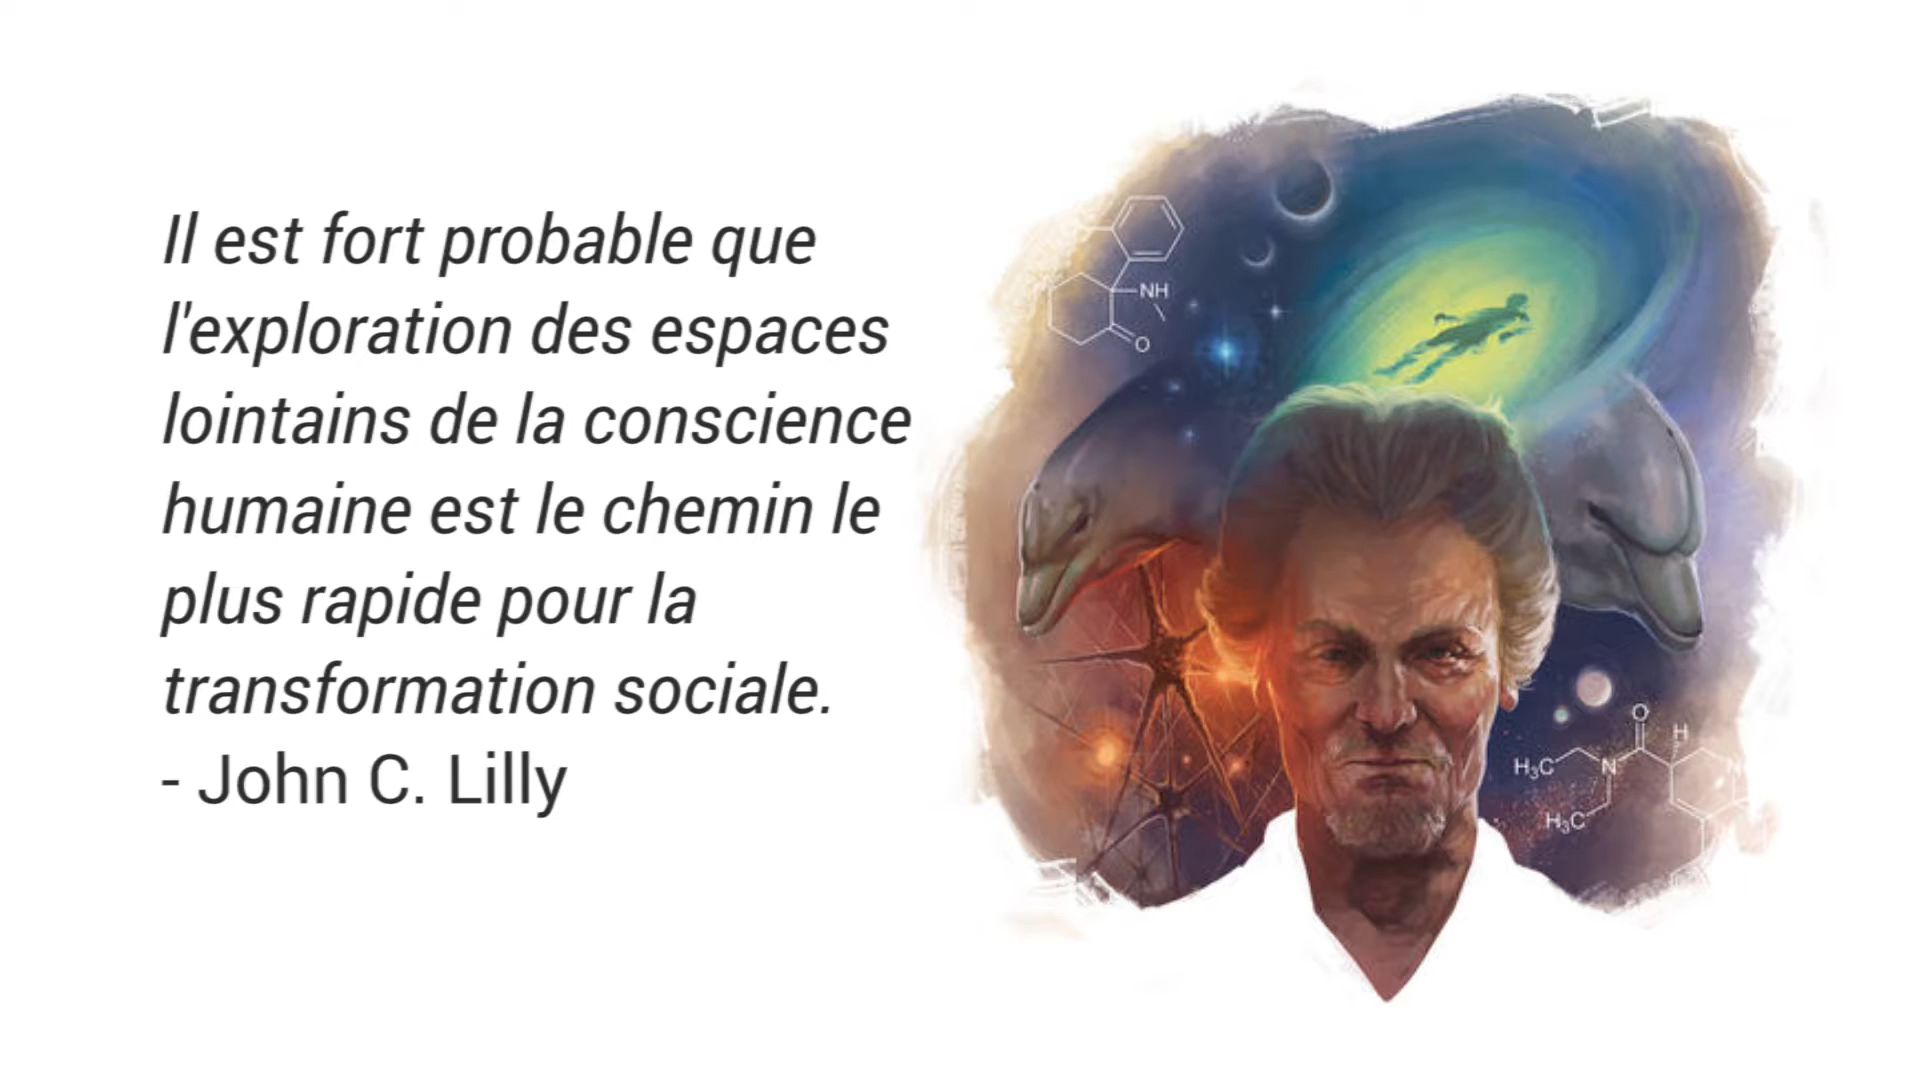 Il est fort probable que
l'exploration des espaces
lointains de la conscience
humaine est le chemin le
plus rapide pour la
transformation sociale.
- John C. Lilly
NH
O
O
H
H₃C
N
N
H₃C